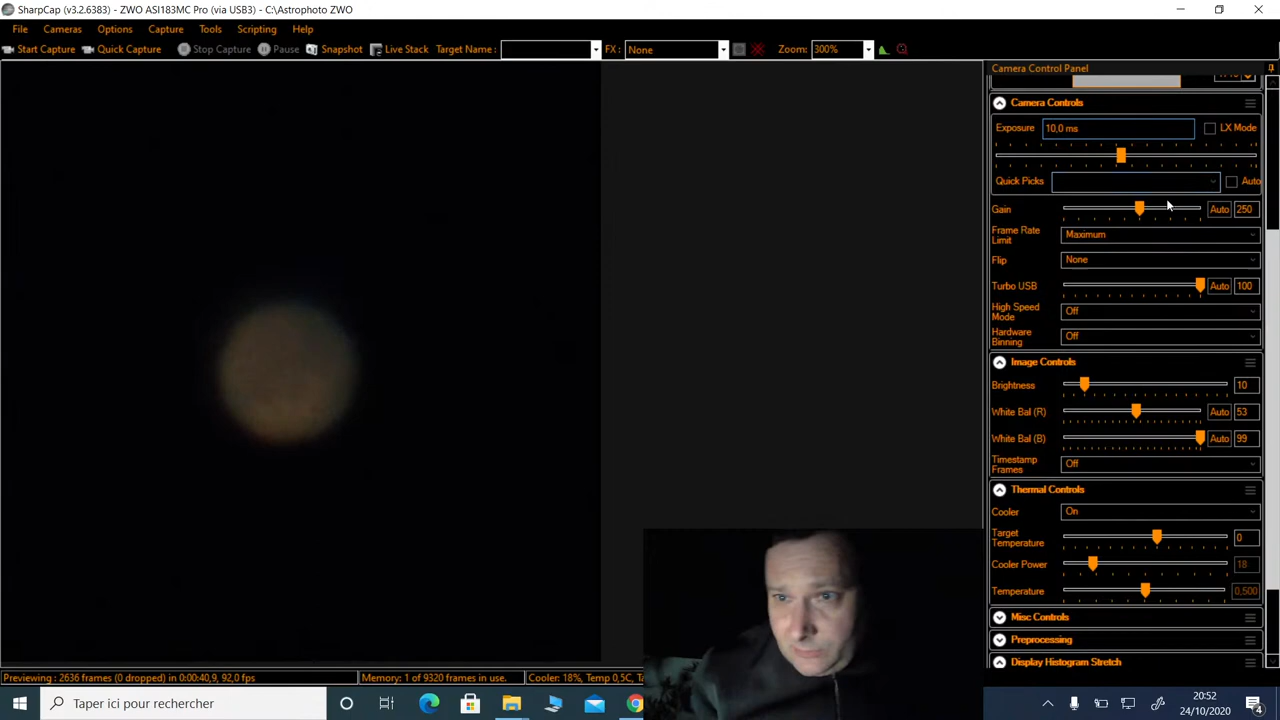 SharpCap (v3.2.6383) - ZWO ASI183MC Pro (via USB3) - C:\Astrophoto ZWO
File Cameras Options Capture Tools Scripting Help
Start Capture Quick Capture Stop Capture Pause Snapshot Live Stack Target Name : FX : None Zoom: 300%
Camera Control Panel
Camera Controls
Exposure 10,0 ms LX Mode
Quick Picks Auto
Gain Auto 250
Frame Rate Limit Maximum
Flip None
Turbo USB Auto 100
High Speed Mode Off
Hardware Binning Off
Image Controls
Brightness 10
White Bal (R) Auto 53
White Bal (B) Auto 99
Timestamp Frames Off
Thermal Controls
Cooler On
Target Temperature 0
Cooler Power 18
Temperature 0,500
Misc Controls
Preprocessing
Display Histogram Stretch
Previewing : 2636 frames (0 dropped) in 0:00:40,9, 92,0 fps Memory: 1 of 9320 frames in use. Cooler: 18%, Temp 0,5C,
Taper ici pour rechercher
20:52
24/10/2020
4